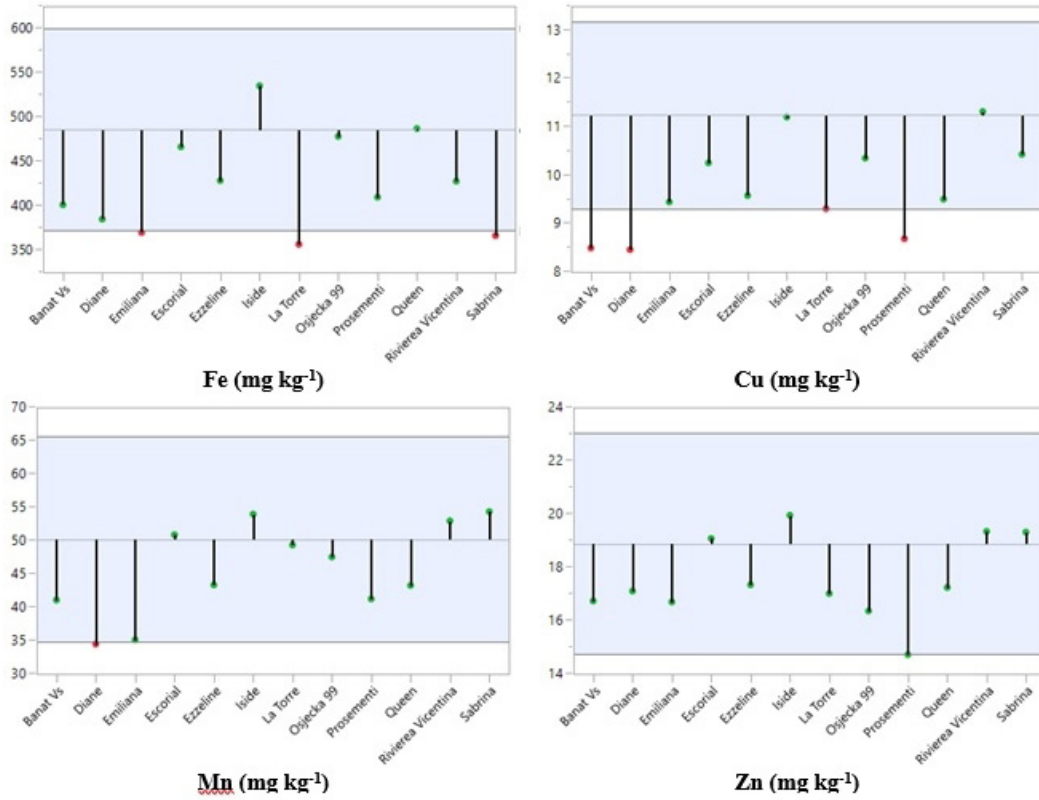 600
550
500
450
400
350
Banat Vs
Diane
Emiliana
Escorial
Ezzeline
Iside
La Torre
Osjecka 99
Prosementi
Queen
Rivierea Vicentina
Sabrina
Fe (mg kg-1)
13
12
11
10
9
8
Banat Vs
Diane
Emiliana
Escorial
Ezzeline
Iside
La Torre
Osjecka 99
Prosementi
Queen
Rivierea Vicentina
Sabrina
Cu (mg kg-1)
70
65
60
55
50
45
40
35
30
Banat Vs
Diane
Emiliana
Escorial
Ezzeline
Iside
La Torre
Osjecka 99
Prosementi
Queen
Rivierea Vicentina
Sabrina
Mn (mg kg-1)
24
22
20
18
16
14
Banat Vs
Diane
Emiliana
Escorial
Ezzeline
Iside
La Torre
Osjecka 99
Prosementi
Queen
Rivierea Vicentina
Sabrina
Zn (mg kg-1)